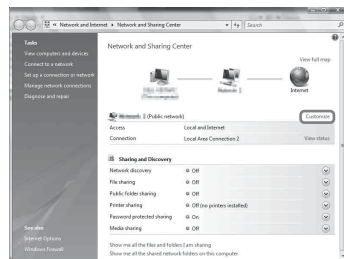 « Network and Internet ▸ Network and Sharing Center
Search
Tasks
View computers and devices
Connect to a network
Set up a connection or network
Manage network connections
Diagnose and repair
See also
Internet Options
Windows Firewall
Network and Sharing Center
View full map
Internet
2 (Public network)
Customize
Access Local and Internet
Connection Local Area Connection 2 View status
Sharing and Discovery
Network discovery Off
File sharing Off
Public folder sharing Off
Printer sharing Off (no printers installed)
Password protected sharing On
Media sharing Off
Show me all the files and folders I am sharing
Show me all the shared network folders on this computer